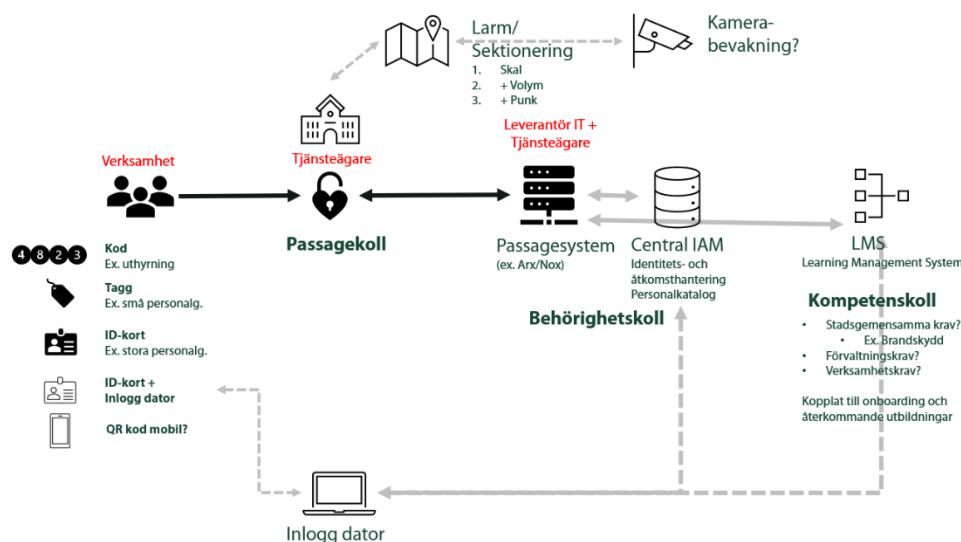 Larm/
Sektionering
1. Skal
2. + Volym
3. + Punk
Kamera-
bevakning?
Verksamhet
Tjänsteägare
Leverantör IT +
Tjänsteägare
Passagekoll
Passagesystem
(ex. Arx/Nox)
Central IAM
Identitets- och
åtkomsthantering
Personalkatalog
Behörighetskoll
LMS
Learning Management System
Kompetenskoll
• Stadsgemensamma krav?
• Ex. Brandskydd
• Förvaltningskrav?
• Verksamhetskrav?
Kopplat till onboarding och
återkommande utbildningar
4 8 2 3
Kod
Ex. uthyrning
Tagg
Ex. små personalg.
ID-kort
Ex. stora personalg.
ID-kort +
Inlogg dator
QR kod mobil?
Inlogg dator